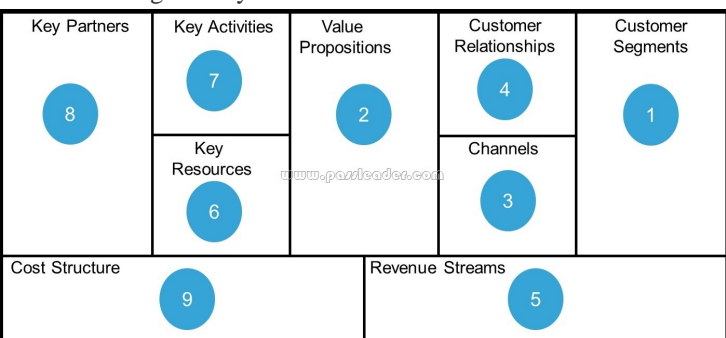 Key Partners
8
Key Activities
7
Key
Resources
6
Value
Propositions
2
Customer
Relationships
4
Channels
3
Customer
Segments
1
www.passleader.com
Cost Structure
9
Revenue Streams
5